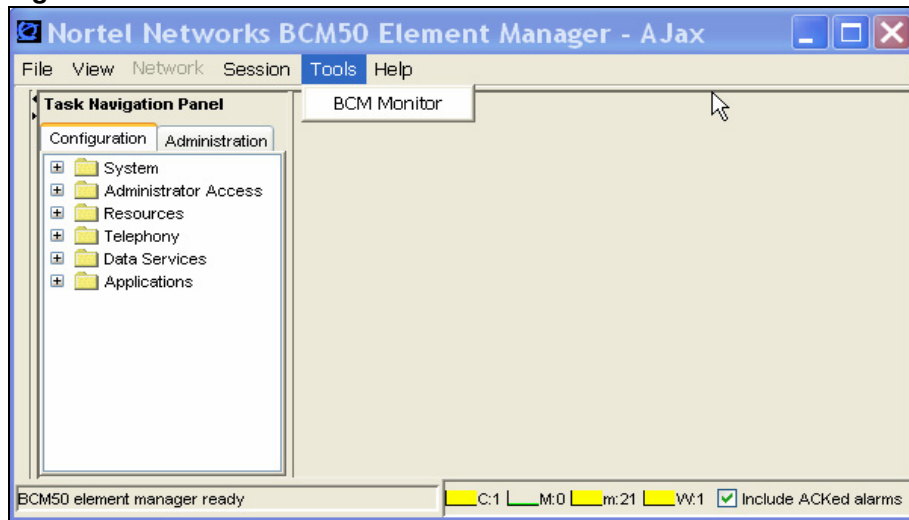 Nortel Networks BCM50 Element Manager - AJax
File View Network Session Tools Help
BCM Monitor
Task Navigation Panel
Configuration Administration
System
Administrator Access
Resources
Telephony
Data Services
Applications
BCM50 element manager ready
C:1 M:0 m:21 W:1 Include ACKed alarms